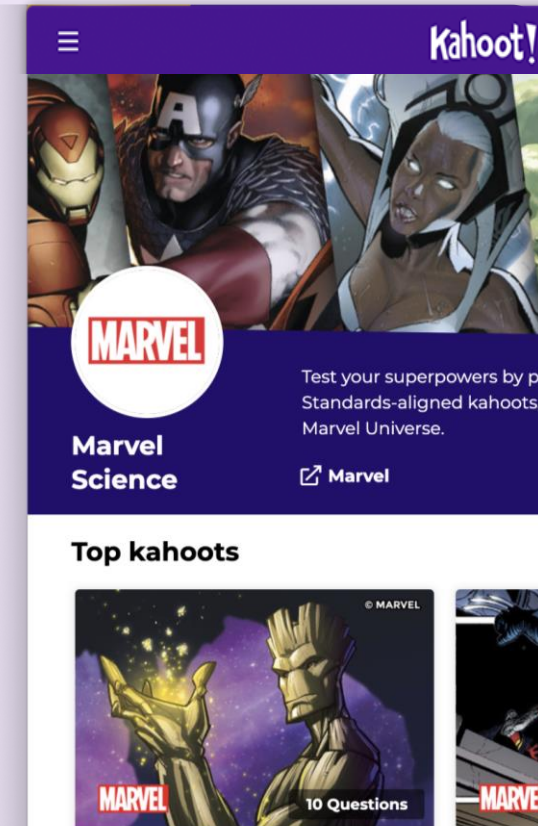 Kahoot!
A
MARVEL
Marvel
Science
Test your superpowers by p
Standards-aligned kahoots
Marvel Universe.
Marvel
Top kahoots
© MARVEL
MARVEL
10 Questions
MARVE